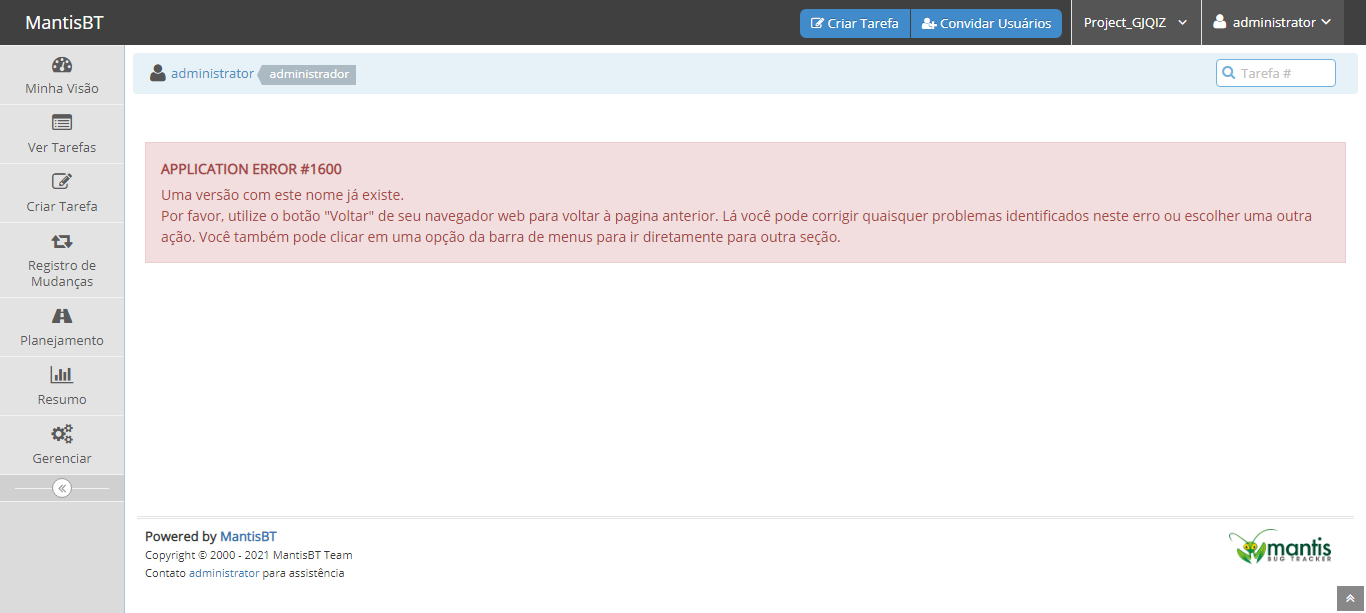 MantisBT
Criar Tarefa
Convidar Usuários
Project_GJQIZ
administrator
Minha Visão
Ver Tarefas
Criar Tarefa
Registro de
Mudanças
Planejamento
Resumo
Gerenciar
administrator administrador
Tarefa #
APPLICATION ERROR #1600
Uma versão com este nome já existe.
Por favor, utilize o botão "Voltar" de seu navegador web para voltar à pagina anterior. Lá você pode corrigir quaisquer problemas identificados neste erro ou escolher uma outra
ação. Você também pode clicar em uma opção da barra de menus para ir diretamente para outra seção.
Powered by MantisBT
Copyright © 2000 - 2021 MantisBT Team
Contato administrator para assistência
mantis
BUG TRACKER